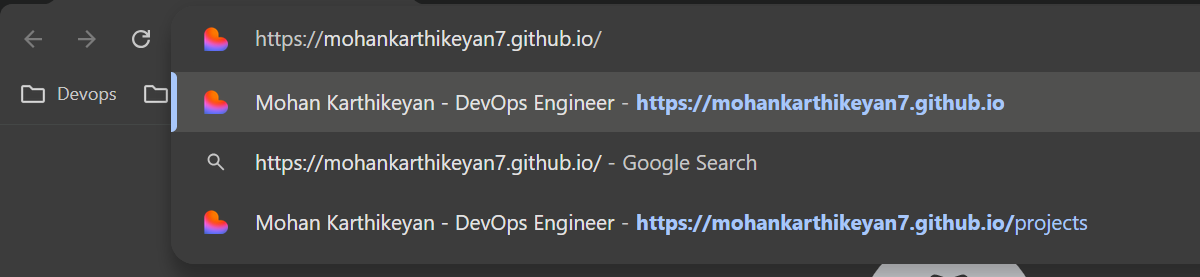 https://mohankarthikeyan7.github.io/
Devops
Mohan Karthikeyan - DevOps Engineer - https://mohankarthikeyan7.github.io
https://mohankarthikeyan7.github.io/ - Google Search
Mohan Karthikeyan - DevOps Engineer - https://mohankarthikeyan7.github.io/projects